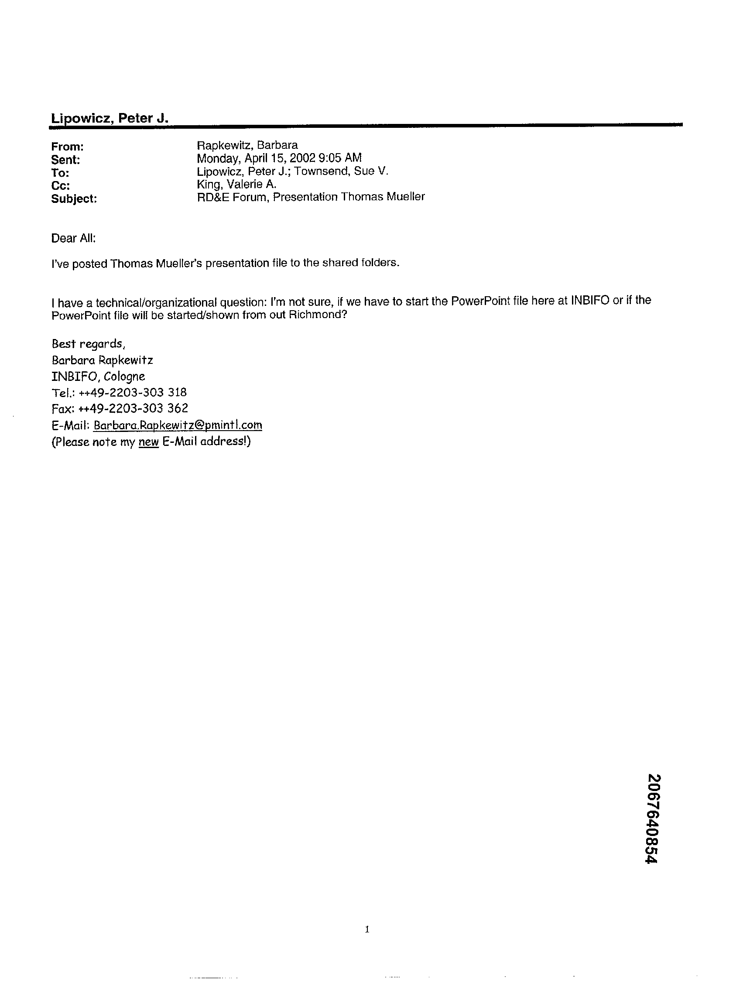 Lipowicz, Peter J.
From: Rapkewitz, Barbara
Sent: Monday, April 15, 2002 9:05 AM
To: Lipowicz, Peter J.; Townsend, Sue V.
Cc: King, Valerie A.
Subject: RD&E Forum, Presentation Thomas Mueller
Dear All:
I've posted Thomas Mueller's presentation file to the shared folders.
I have a technical/organizational question: I'm not sure, if we have to start the PowerPoint file here at INBIFO or if the
PowerPoint file will be started/shown from out Richmond?
Best regards,
Barbara Rapkewitz
INBIFO, Cologne
Tel.: ++49-2203-303 318
Fax: ++49-2203-303 362
E-Mail: Barbara.Rapkewitz@pmintl.com
(Please note my new E-Mail address!)
2067640854
1